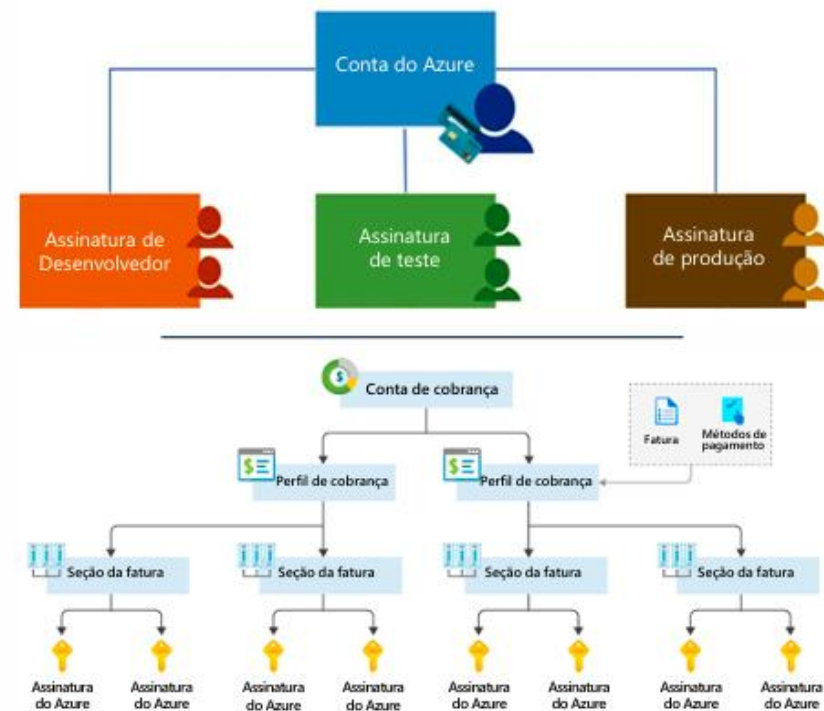 Conta do Azure
Assinatura de
Desenvolvedor
Assinatura
de teste
Assinatura
de produção
Conta de cobrança
Fatura
Métodos de
pagamento
Perfil de cobrança
Perfil de cobrança
Seção da fatura
Seção da fatura
Seção da fatura
Seção da fatura
Assinatura
do Azure
Assinatura
do Azure
Assinatura
do Azure
Assinatura
do Azure
Assinatura
do Azure
Assinatura
do Azure
Assinatura
do Azure
Assinatura
do Azure